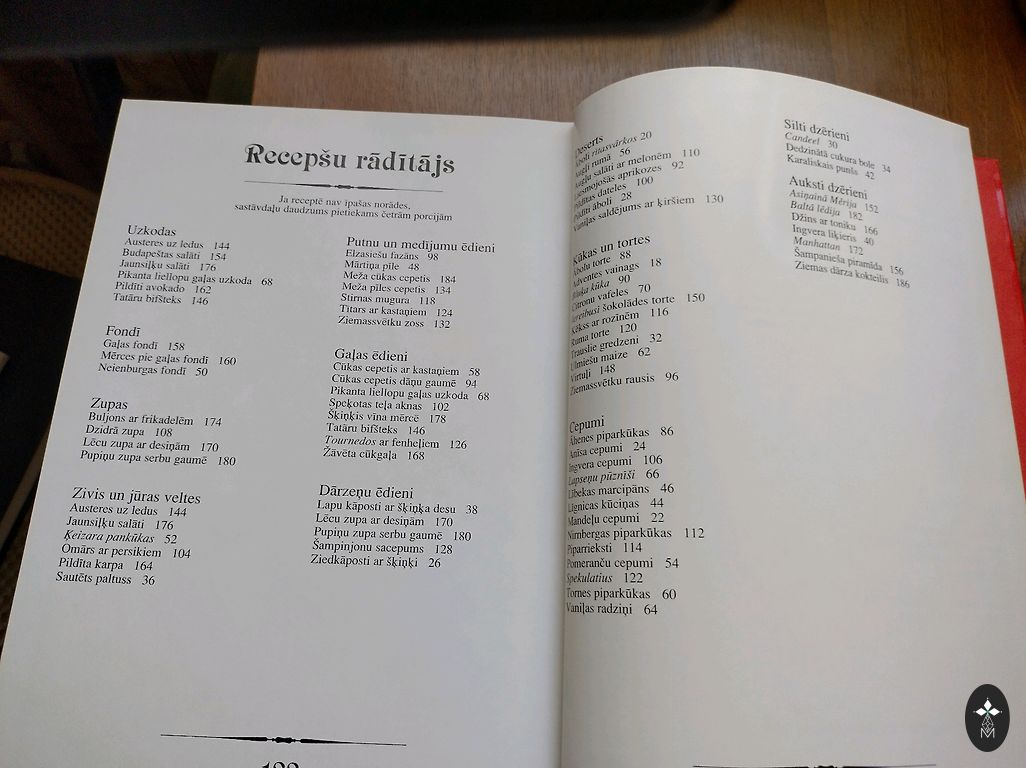 Recepšu rādītājs
Ja receptē nav īpašas norādes,
sastāvdaļu daudzums pietiekams četrām porcijām
Uzkodas
Austeres uz ledus 144
Budapeštas salāti 154
Jaunsiļķu salāti 176
Pikanta liellopu gaļas uzkoda 68
Pildīti avokado 162
Tatāru bifšteks 146
Fondī
Gaļas fondī 158
Mērces pie gaļas fondī 160
Neienburgas fondī 50
Zupas
Buljons ar frikadelēm 174
Dzidrā zupa 108
Lēcu zupa ar desiņām 170
Pupiņu zupa serbu gaumē 180
Zivis un jūras veltes
Austeres uz ledus 144
Jaunsiļķu salāti 176
Ķeizara pankūkas 52
Omārs ar persikiem 104
Pildīta karpa 164
Sautēts paltuss 36
Putnu un medījumu ēdieni
Elzasiešu fazāns 98
Mārtiņa pīle 48
Meža cūkas cepetis 184
Meža pīles cepetis 134
Stirnas mugura 118
Tītars ar kastaņiem 124
Ziemassvētku zoss 132
Gaļas ēdieni
Cūkas cepetis ar kastaņiem 58
Cūkas cepetis dāņu gaumē 94
Pikanta liellopu gaļas uzkoda 68
Speķotas teļa aknas 102
Šķiņķis vīna mērcē 178
Tatāru bifšteks 146
Tournedos ar fenheļiem 126
Žāvēta cūkgaļa 168
Dārzeņu ēdieni
Lapu kāposti ar šķiņķa desu 38
Lēcu zupa ar desiņām 170
Pupiņu zupa serbu gaumē 180
Šampinjonu sacepums 128
Ziedkāposti ar šķiņķi 26
Deserts
Āboli ritasvārkos 20
Augļi rumā 56
Augļu salāti ar melonēm 110
aprikozes 92
Pildītas dateles 100
Pildīti āboli 28
Vaniļas saldējums ar ķiršiem 130
Kūkas un tortes
Ābolu torte 88
Adventes vainags 18
kūka 90
Citronu vafeles 70
šokolādes torte 150
Kēkss ar rozīnēm 116
Ruma torte 120
Trauslie gredzeni 32
Ulmiešu maize 62
Virtuļi 148
Ziemassvētku rausis 96
Cepumi
Āhenes piparkūkas 86
Anīsa cepumi 24
Ingvera cepumi 106
Lapseņu pūznīši 66
Lībekas marcipāns 46
Līgnicas kūciņas 44
Mandeļu cepumi 22
Nirnbergas piparkūkas 112
Piparrieksti 114
Pomeranču cepumi 54
Spekulatius 122
Tornes piparkūkas 60
Vaniļas radziņi 64
Silti dzērieni
Candeel 30
Dedzinātā cukura bole 34
Karaliskais punšs 42
Auksti dzērieni
Asiņainā Mērija 152
Baltā lēdija 182
Džins ar toniku 166
Ingvera liķieris 40
Manhattan 172
Šampanieša piramīda 156
Ziemas dārza kokteilis 186
M